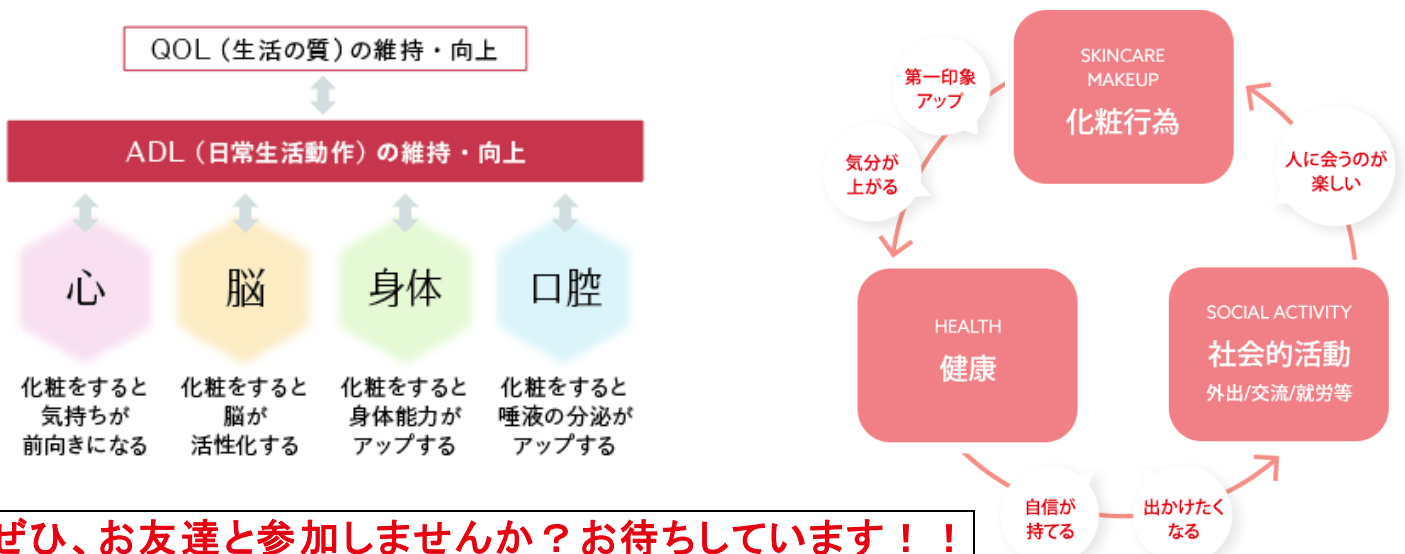 QOL（生活の質）の維持・向上
ADL（日常生活動作）の維持・向上
心
脳
身体
口腔
化粧をすると
気持ちが
前向きになる
化粧をすると
脳が
活性化する
化粧をすると
身体能力が
アップする
化粧をすると
唾液の分泌が
アップする
SKINCARE
MAKEUP
化粧行為
第一印象
アップ
気分が
上がる
人に会うのが
楽しい
HEALTH
健康
SOCIAL ACTIVITY
社会的活動
外出/交流/就労等
自信が
持てる
出かけたく
なる
ぜひ、お友達と参加しませんか？お待ちしています！！